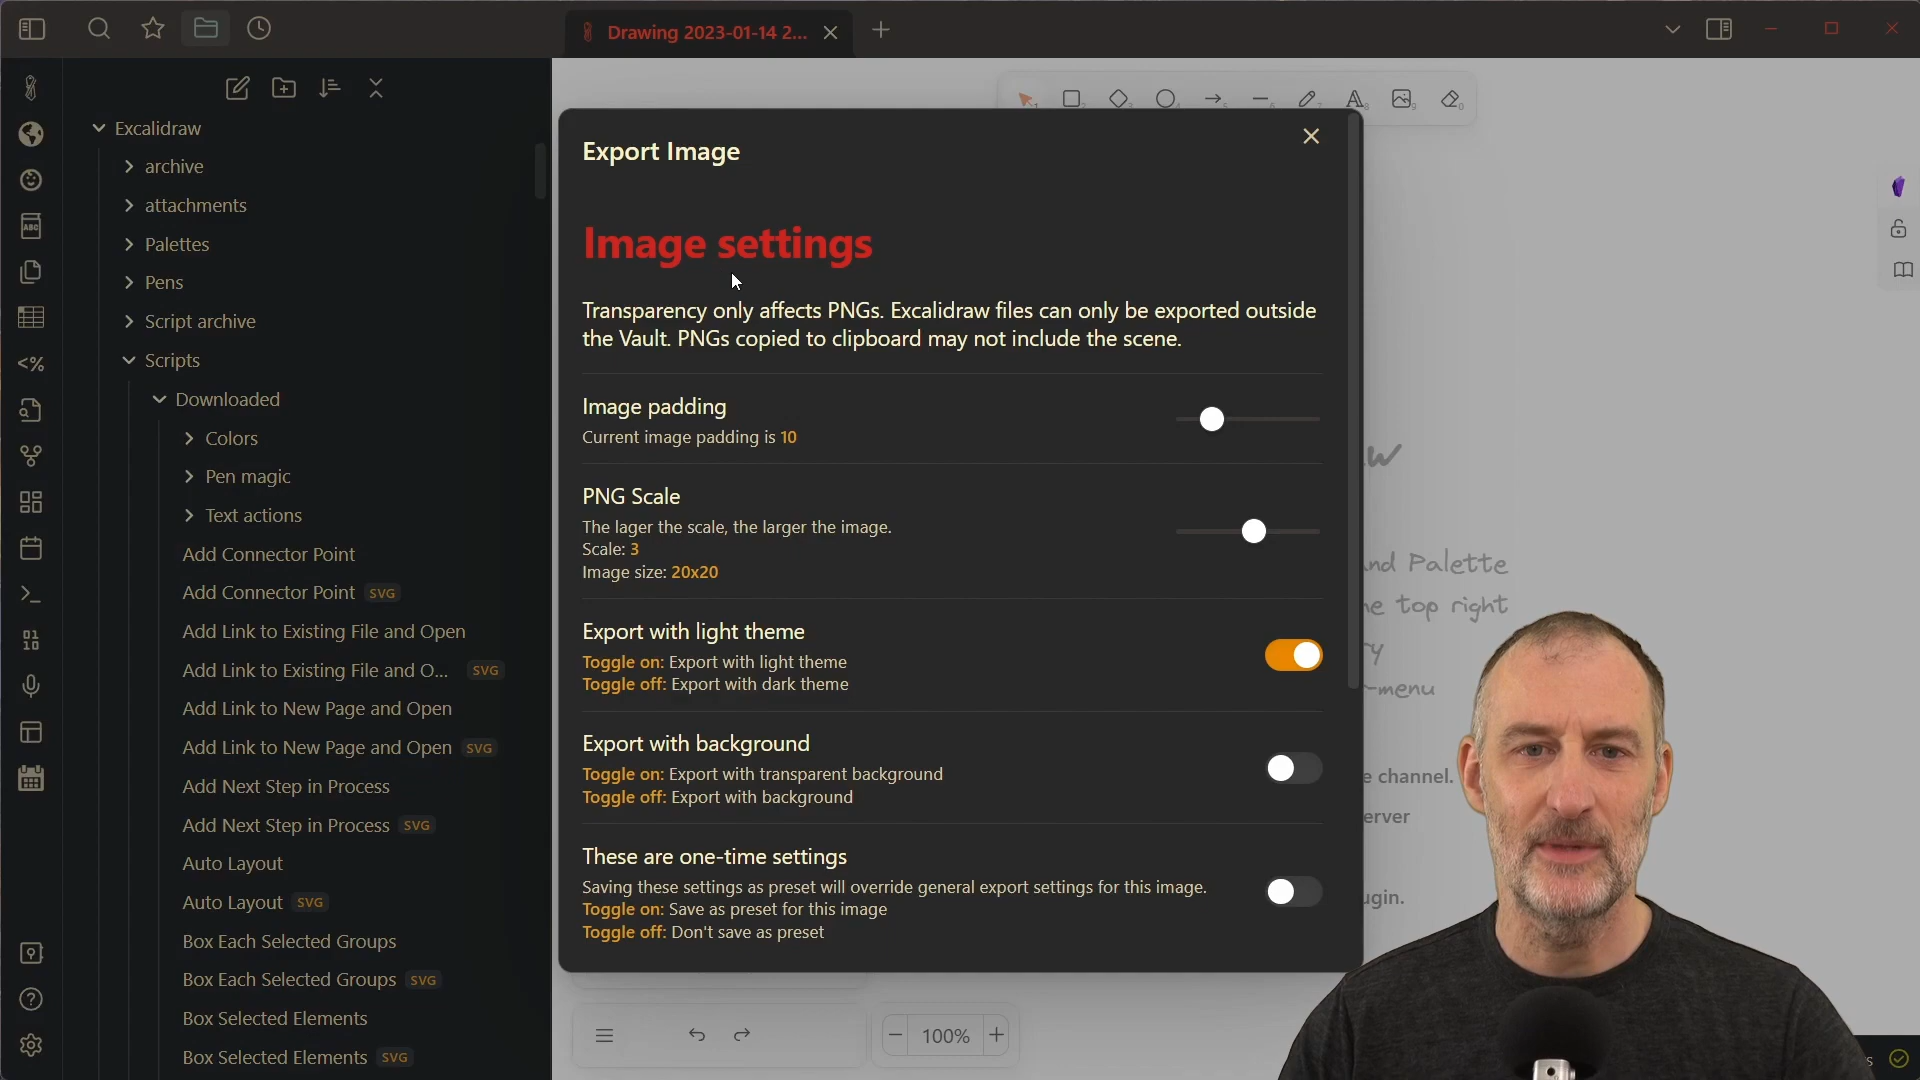 Drawing 2023-01-14 2...
Excalidraw
archive
attachments
Palettes
Pens
Script archive
Scripts
Downloaded
Colors
Pen magic
Text actions
Add Connector Point
Add Connector Point SVG
Add Link to Existing File and Open
Add Link to Existing File and O... SVG
Add Link to New Page and Open
Add Link to New Page and Open SVG
Add Next Step in Process
Add Next Step in Process SVG
Auto Layout
Auto Layout SVG
Box Each Selected Groups
Box Each Selected Groups SVG
Box Selected Elements
Box Selected Elements SVG
Export Image
Image settings
Transparency only affects PNGs. Excalidraw files can only be exported outside
the Vault. PNGs copied to clipboard may not include the scene.
Image padding
Current image padding is 10
PNG Scale
The lager the scale, the larger the image.
Scale: 3
Image size: 20x20
Export with light theme
Toggle on: Export with light theme
Toggle off: Export with dark theme
Export with background
Toggle on: Export with transparent background
Toggle off: Export with background
These are one-time settings
Saving these settings as preset will override general export settings for this image.
Toggle on: Save as preset for this image
Toggle off: Don't save as preset
Palette
top right
-menu
channel.
100%